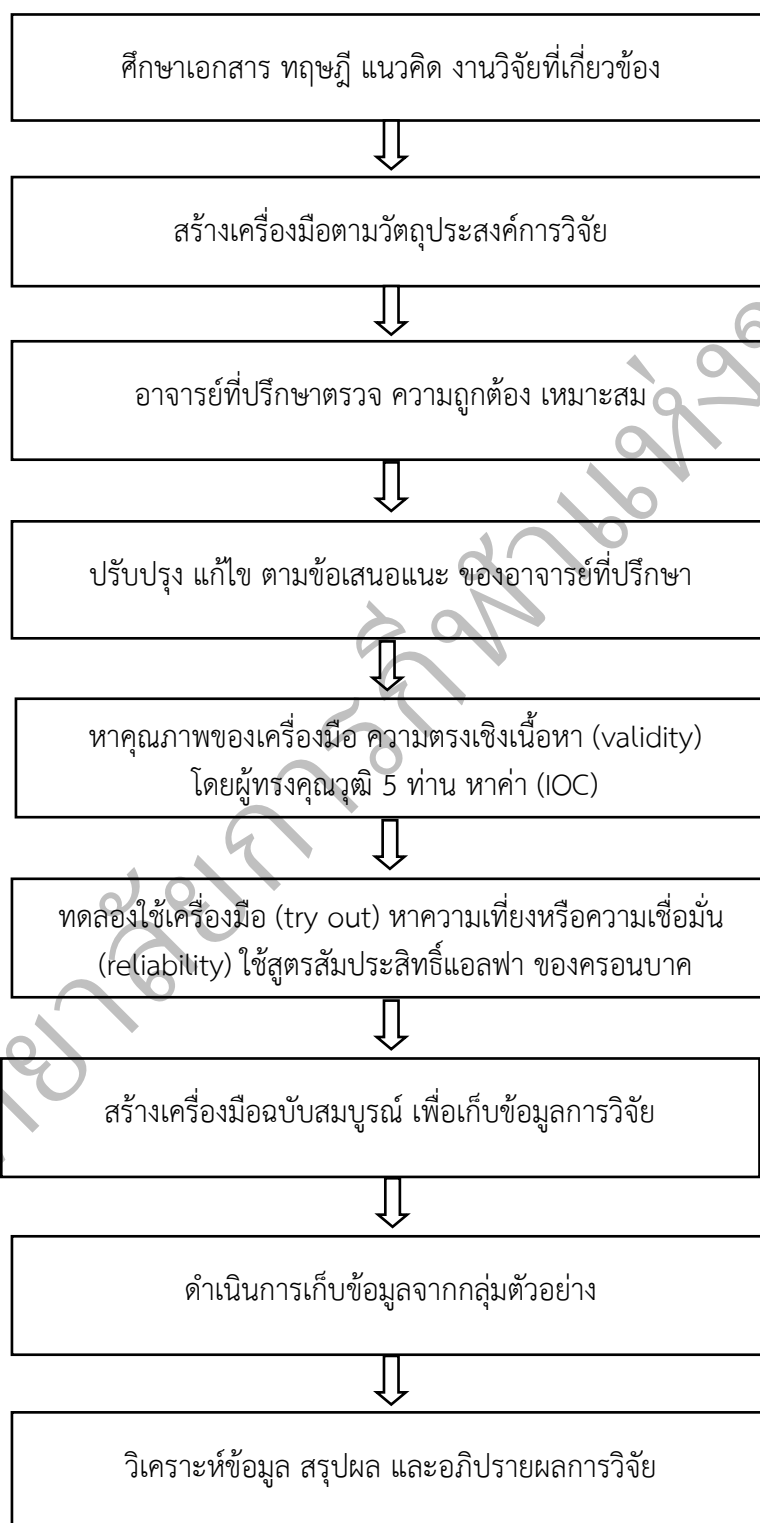 ศึกษาเอกสาร ทฤษฎี แนวคิด งานวิจัยที่เกี่ยวข้อง
สร้างเครื่องมือตามวัตถุประสงค์การวิจัย
อาจารย์ที่ปรึกษาตรวจ ความถูกต้อง เหมาะสม
ปรับปรุง แก้ไข ตามข้อเสนอแนะ ของอาจารย์ที่ปรึกษา
หาคุณภาพของเครื่องมือ ความตรงเชิงเนื้อหา (validity)
โดยผู้ทรงคุณวุฒิ 5 ท่าน หาค่า (IOC)
ทดลองใช้เครื่องมือ (try out) หาความเที่ยงหรือความเชื่อมั่น
(reliability) ใช้สูตรสัมประสิทธิ์แอลฟา ของครอนบาค
สร้างเครื่องมือฉบับสมบูรณ์ เพื่อเก็บข้อมูลการวิจัย
ดำเนินการเก็บข้อมูลจากกลุ่มตัวอย่าง
วิเคราะห์ข้อมูล สรุปผล และอภิปรายผลการวิจัย